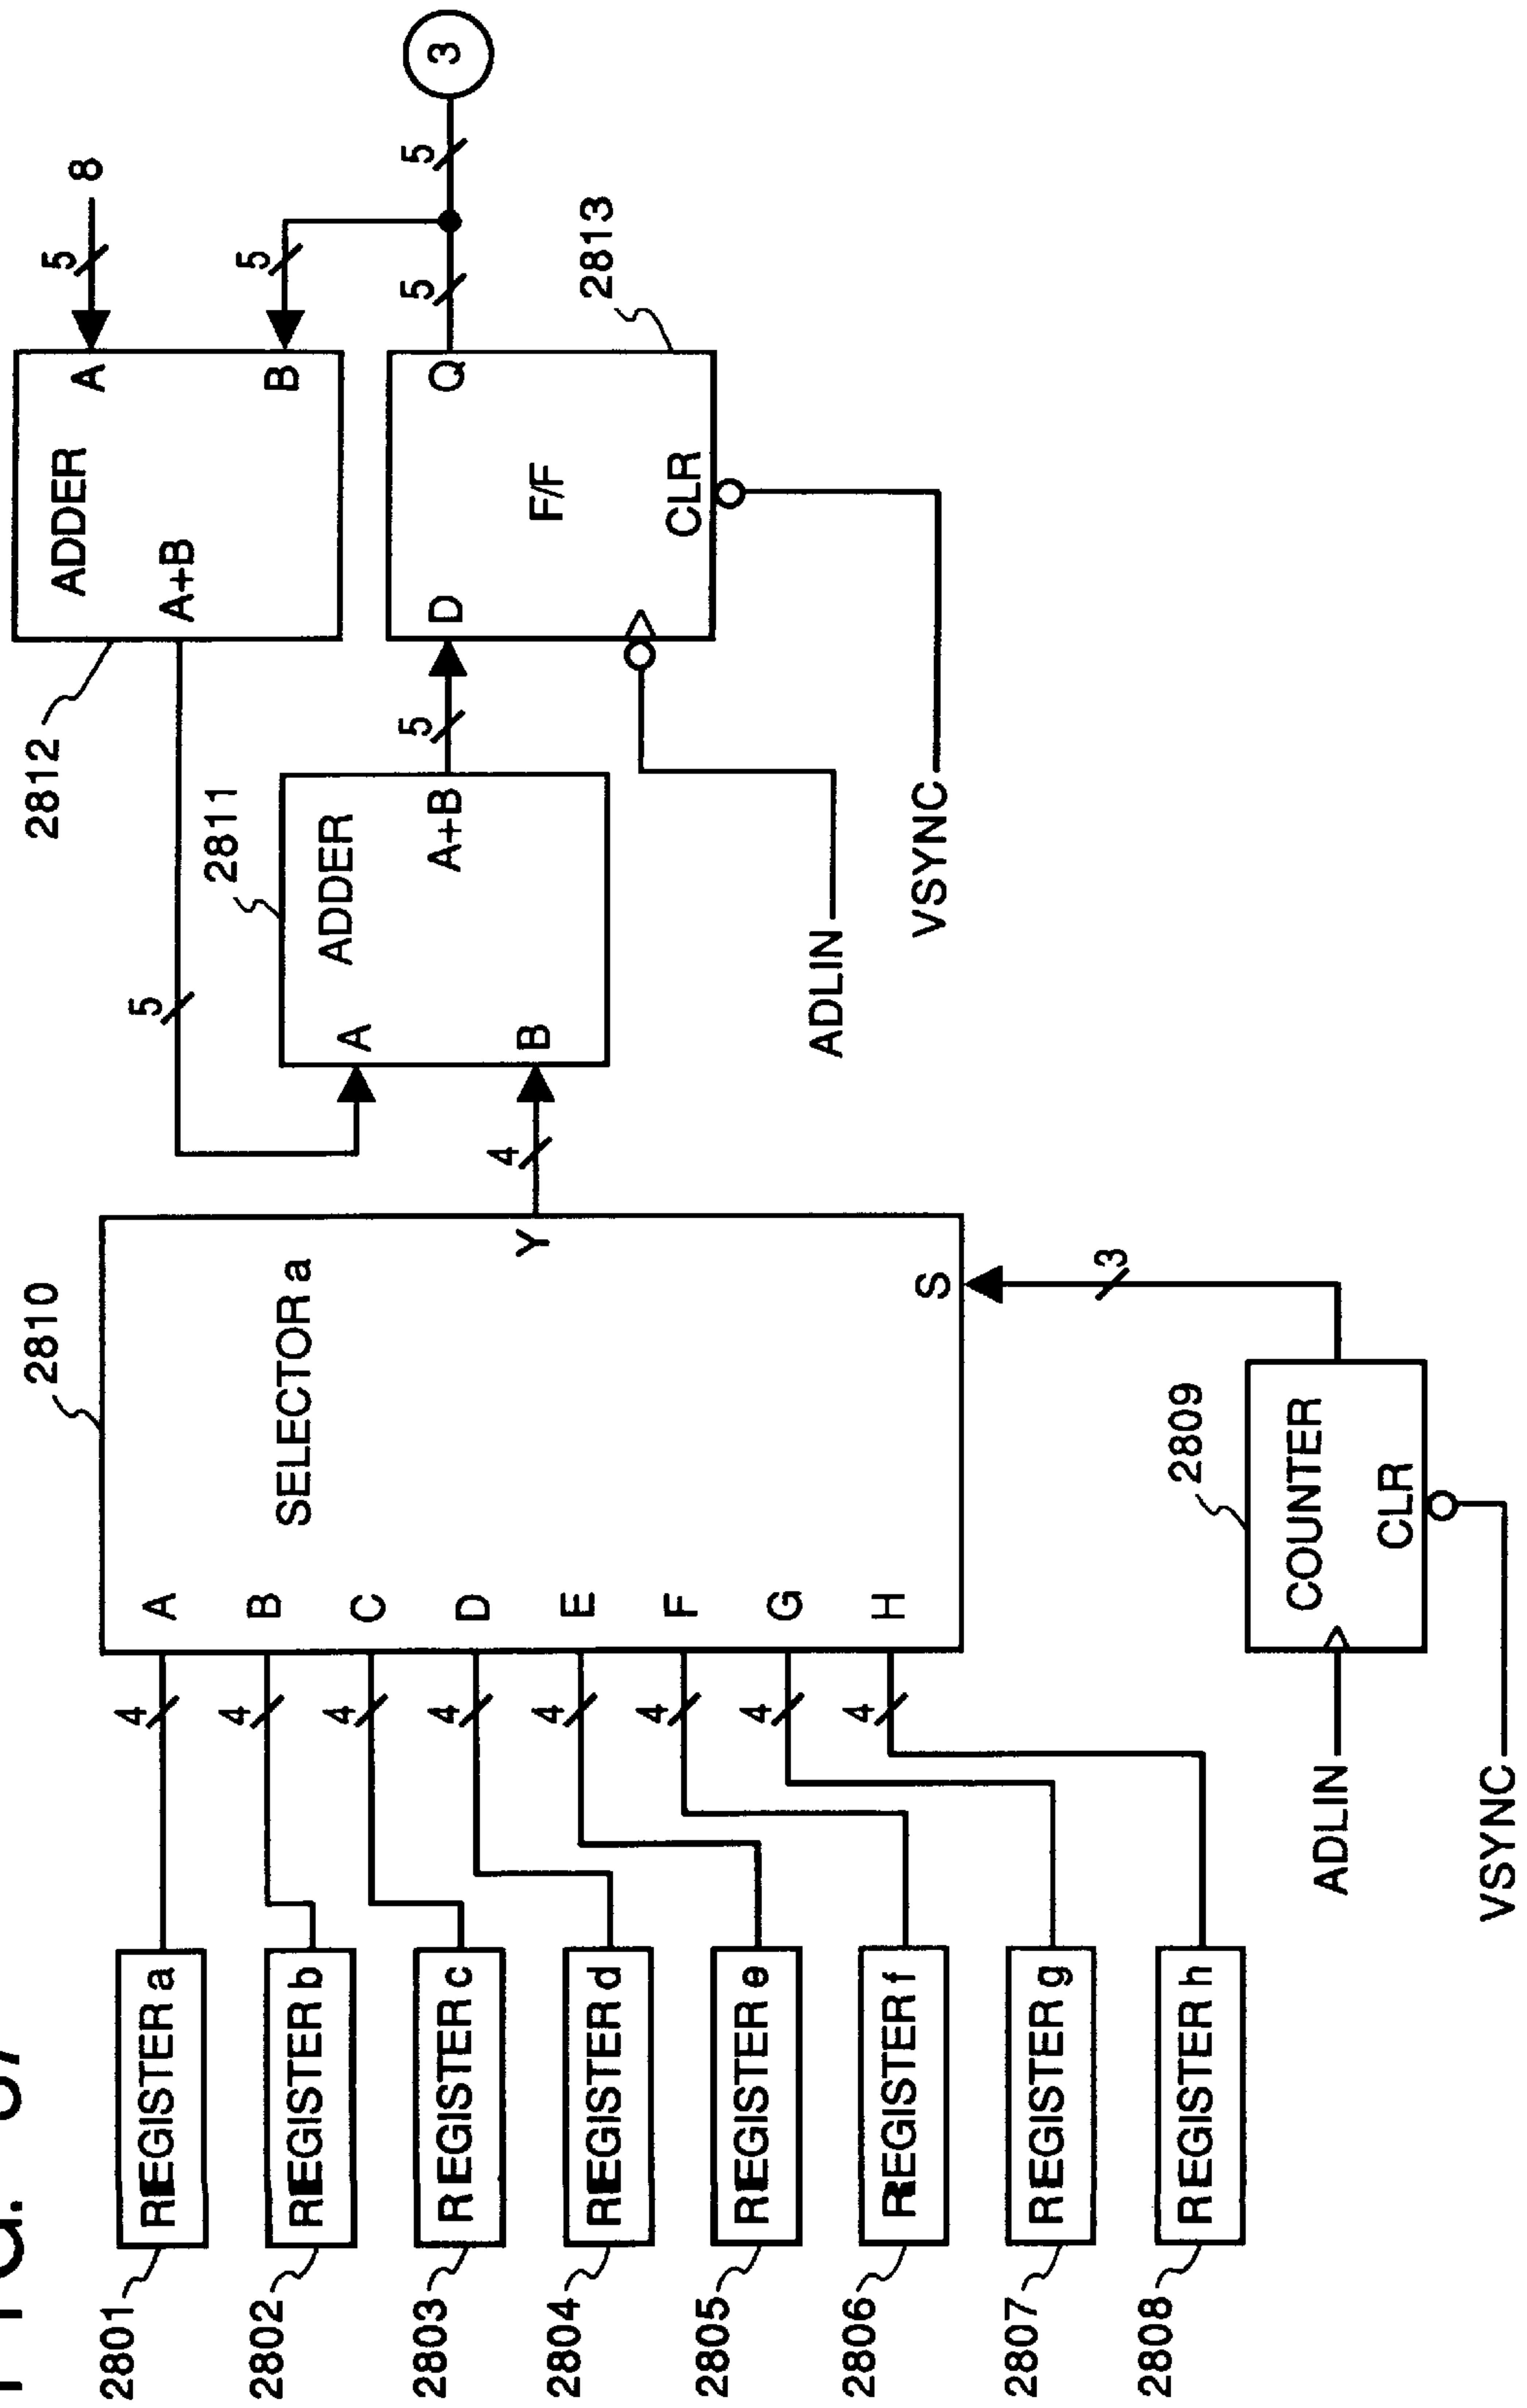 2801
REGISTER a
4
A
2802
REGISTER b
4
B
2803
REGISTER c
4
C
2804
REGISTER d
4
D
2805
REGISTER e
4
E
2806
REGISTER f
4
F
2807
REGISTER g
4
G
2808
REGISTER h
4
H
2810
SELECTOR a
Y
S
3
2809
COUNTER
CLR
ADLIN
VSYNC
4
5
2811
ADDER
A
B
A+B
5
2812
ADDER
A+B
A
B
5
8
5
2813
D
F/F
Q
CLR
ADLIN
VSYNC
5
5
3